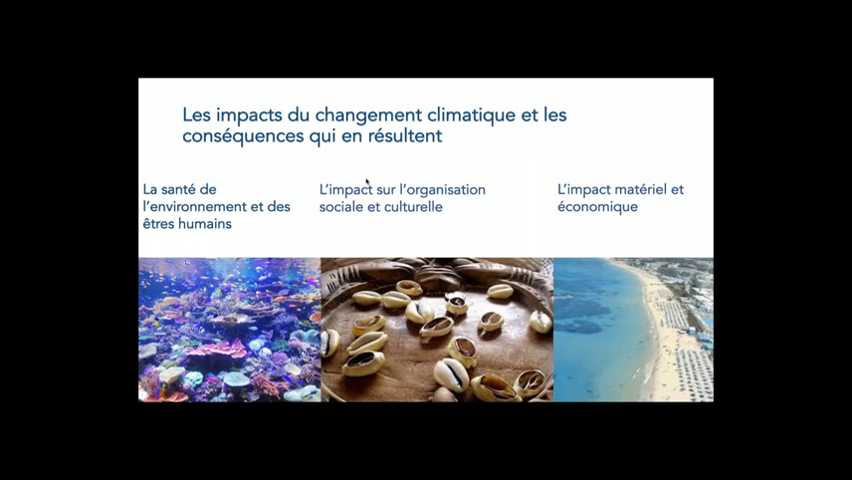 Les impacts du changement climatique et les
conséquences qui en résultent
La santé de
l’environnement et des
êtres humains
L’impact sur l’organisation
sociale et culturelle
L’impact matériel et
économique